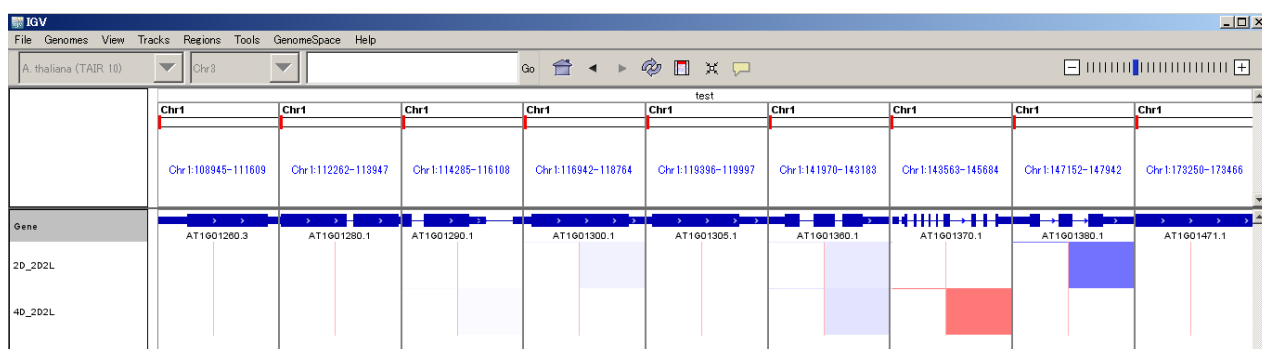 IGV
File Genomes View Tracks Regions Tools GenomeSpace Help
A. thaliana (TAIR 10) Chr3 Go
test
Chr1 Chr1 Chr1 Chr1 Chr1 Chr1 Chr1 Chr1 Chr1
Chr1:108945-111609 Chr1:112262-113947 Chr1:114285-116108 Chr1:116942-118764 Chr1:119396-119997 Chr1:141970-143183 Chr1:143563-145684 Chr1:147152-147942 Chr1:173250-173466
Gene
AT1G01260.3 AT1G01280.1 AT1G01290.1 AT1G01300.1 AT1G01305.1 AT1G01360.1 AT1G01370.1 AT1G01380.1 AT1G01471.1
2D_2D2L
4D_2D2L